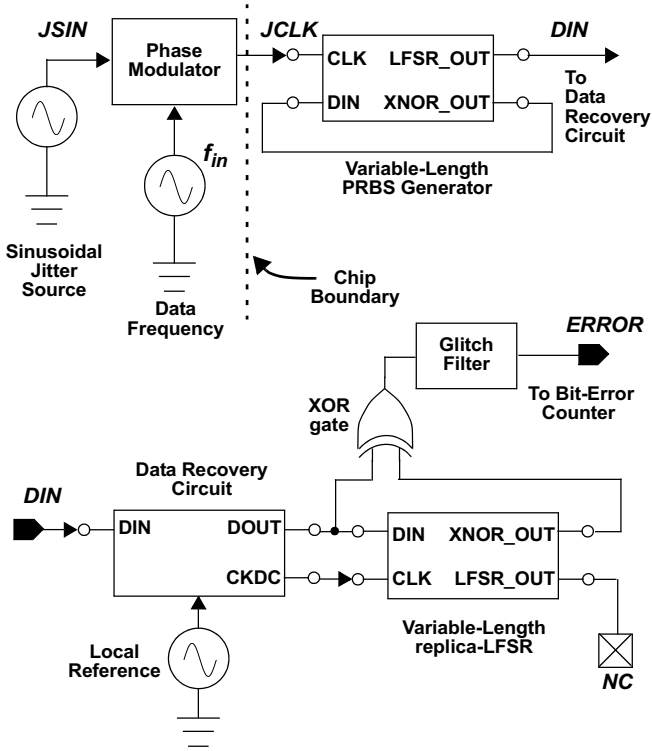 JSIN
Phase
Modulator
JCLK
CLK
LFSR_OUT
DIN
XNOR_OUT
DIN
To
Data
Recovery
Circuit
fin
Variable-Length
PRBS Generator
Sinusoidal
Jitter
Source
Data
Frequency
Chip
Boundary
Glitch
Filter
ERROR
To Bit-Error
Counter
XOR
gate
Data Recovery
Circuit
DIN
DIN
DOUT
CKDC
DIN
XNOR_OUT
CLK
LFSR_OUT
Local
Reference
Variable-Length
replica-LFSR
NC